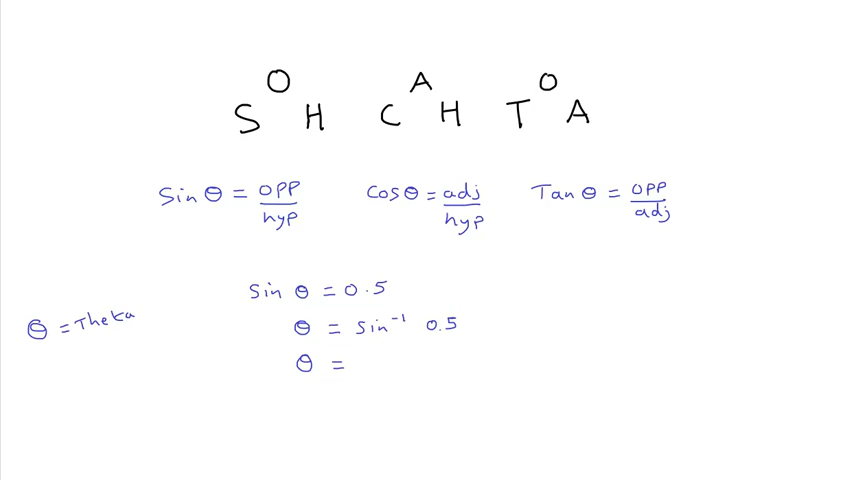 S O H C A H T O A
Sin θ = opp/hyp Cos θ = adj/hyp Tan θ = opp/adj
Sin θ = 0.5
θ = Theta
θ = Sin⁻¹ 0.5
θ =